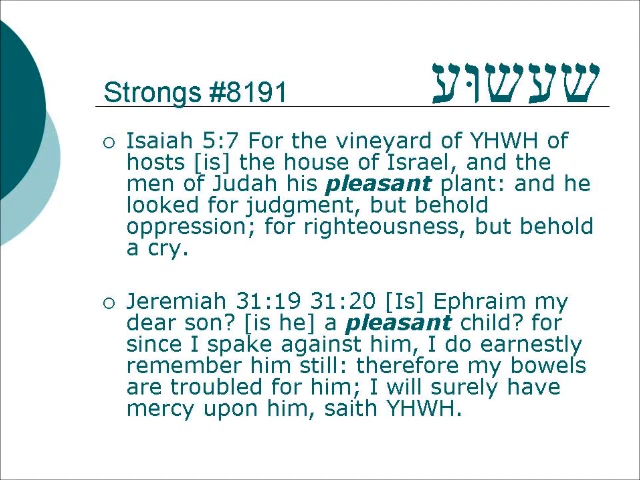 Strongs #8191 שעשוּע
Isaiah 5:7 For the vineyard of YHWH of
hosts [is] the house of Israel, and the
men of Judah his pleasant plant: and he
looked for judgment, but behold
oppression; for righteousness, but behold
a cry.
Jeremiah 31:19 31:20 [Is] Ephraim my
dear son? [is he] a pleasant child? for
since I spake against him, I do earnestly
remember him still: therefore my bowels
are troubled for him; I will surely have
mercy upon him, saith YHWH.